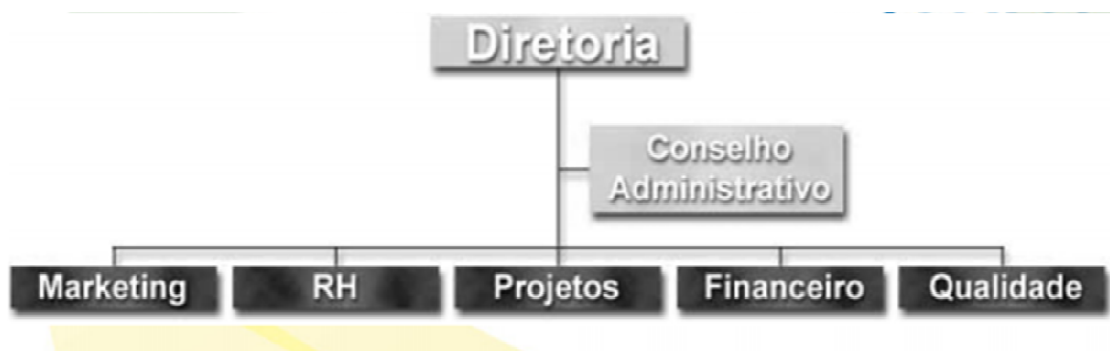 Diretoria
Conselho
Administrativo
Marketing
RH
Projetos
Financeiro
Qualidade